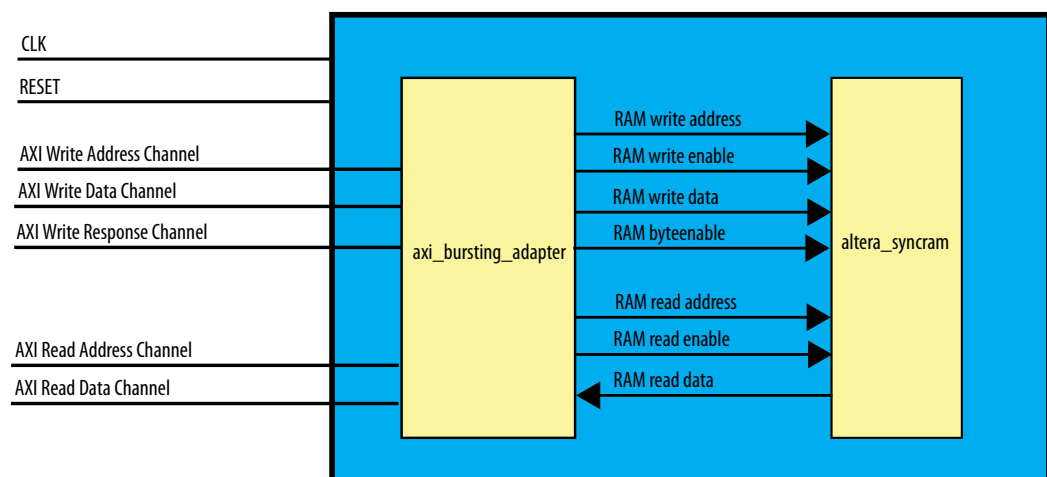 CLK
RESET
AXI Write Address Channel
AXI Write Data Channel
AXI Write Response Channel
AXI Read Address Channel
AXI Read Data Channel
axi_bursting_adapter
RAM write address
RAM write enable
RAM write data
RAM byteenable
RAM read address
RAM read enable
RAM read data
altera_syncram